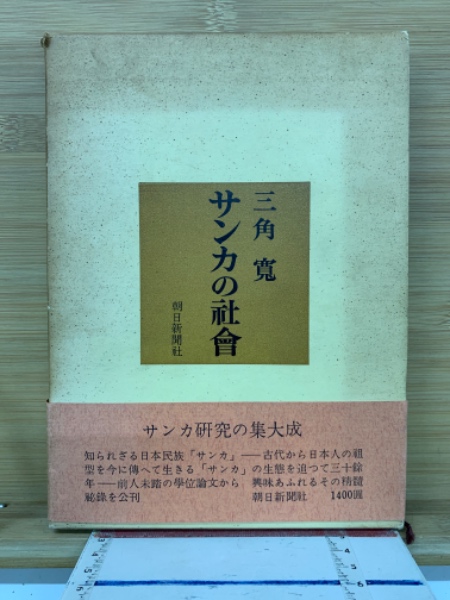 三角 寛
サンカの社會
朝日新聞社
サンカ研究の集大成
知られざる日本民族「サンカ」――古代から日本人の祖
型を今に傳へて生きる「サンカ」の生態を追つて三十餘
年――前人未踏の學位論文から 興味あふれるその精髓
祕錄を公刊 朝日新聞社 1400圓